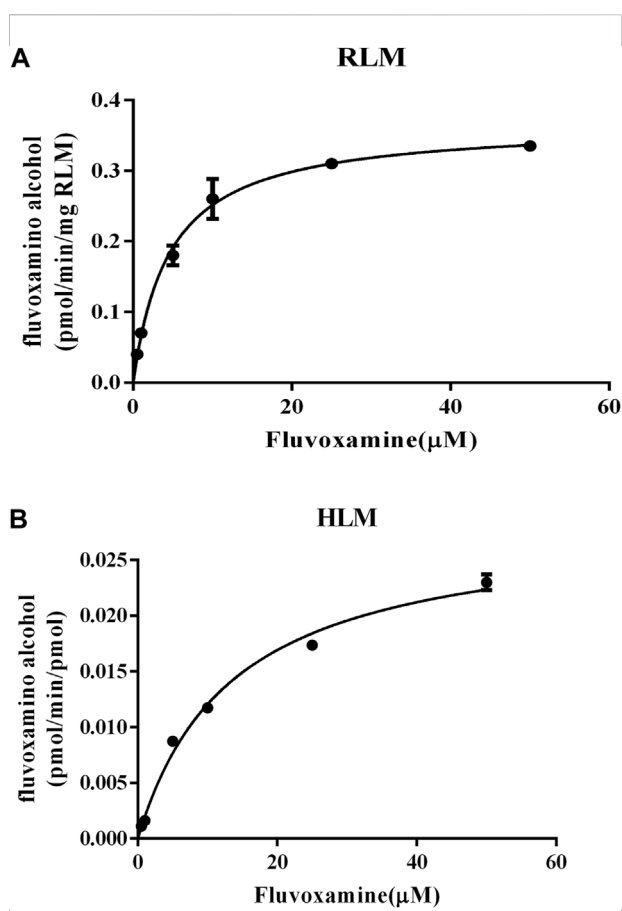 A
RLM
fluvoxamino alcohol
(pmol/min/mg RLM)
0.4
0.3
0.2
0.1
0.0
0 20 40 60
Fluvoxamine(μM)
B
HLM
fluvoxamino alcohol
(pmol/min/pmol)
0.025
0.020
0.015
0.010
0.005
0.000
0 20 40 60
Fluvoxamine(μM)